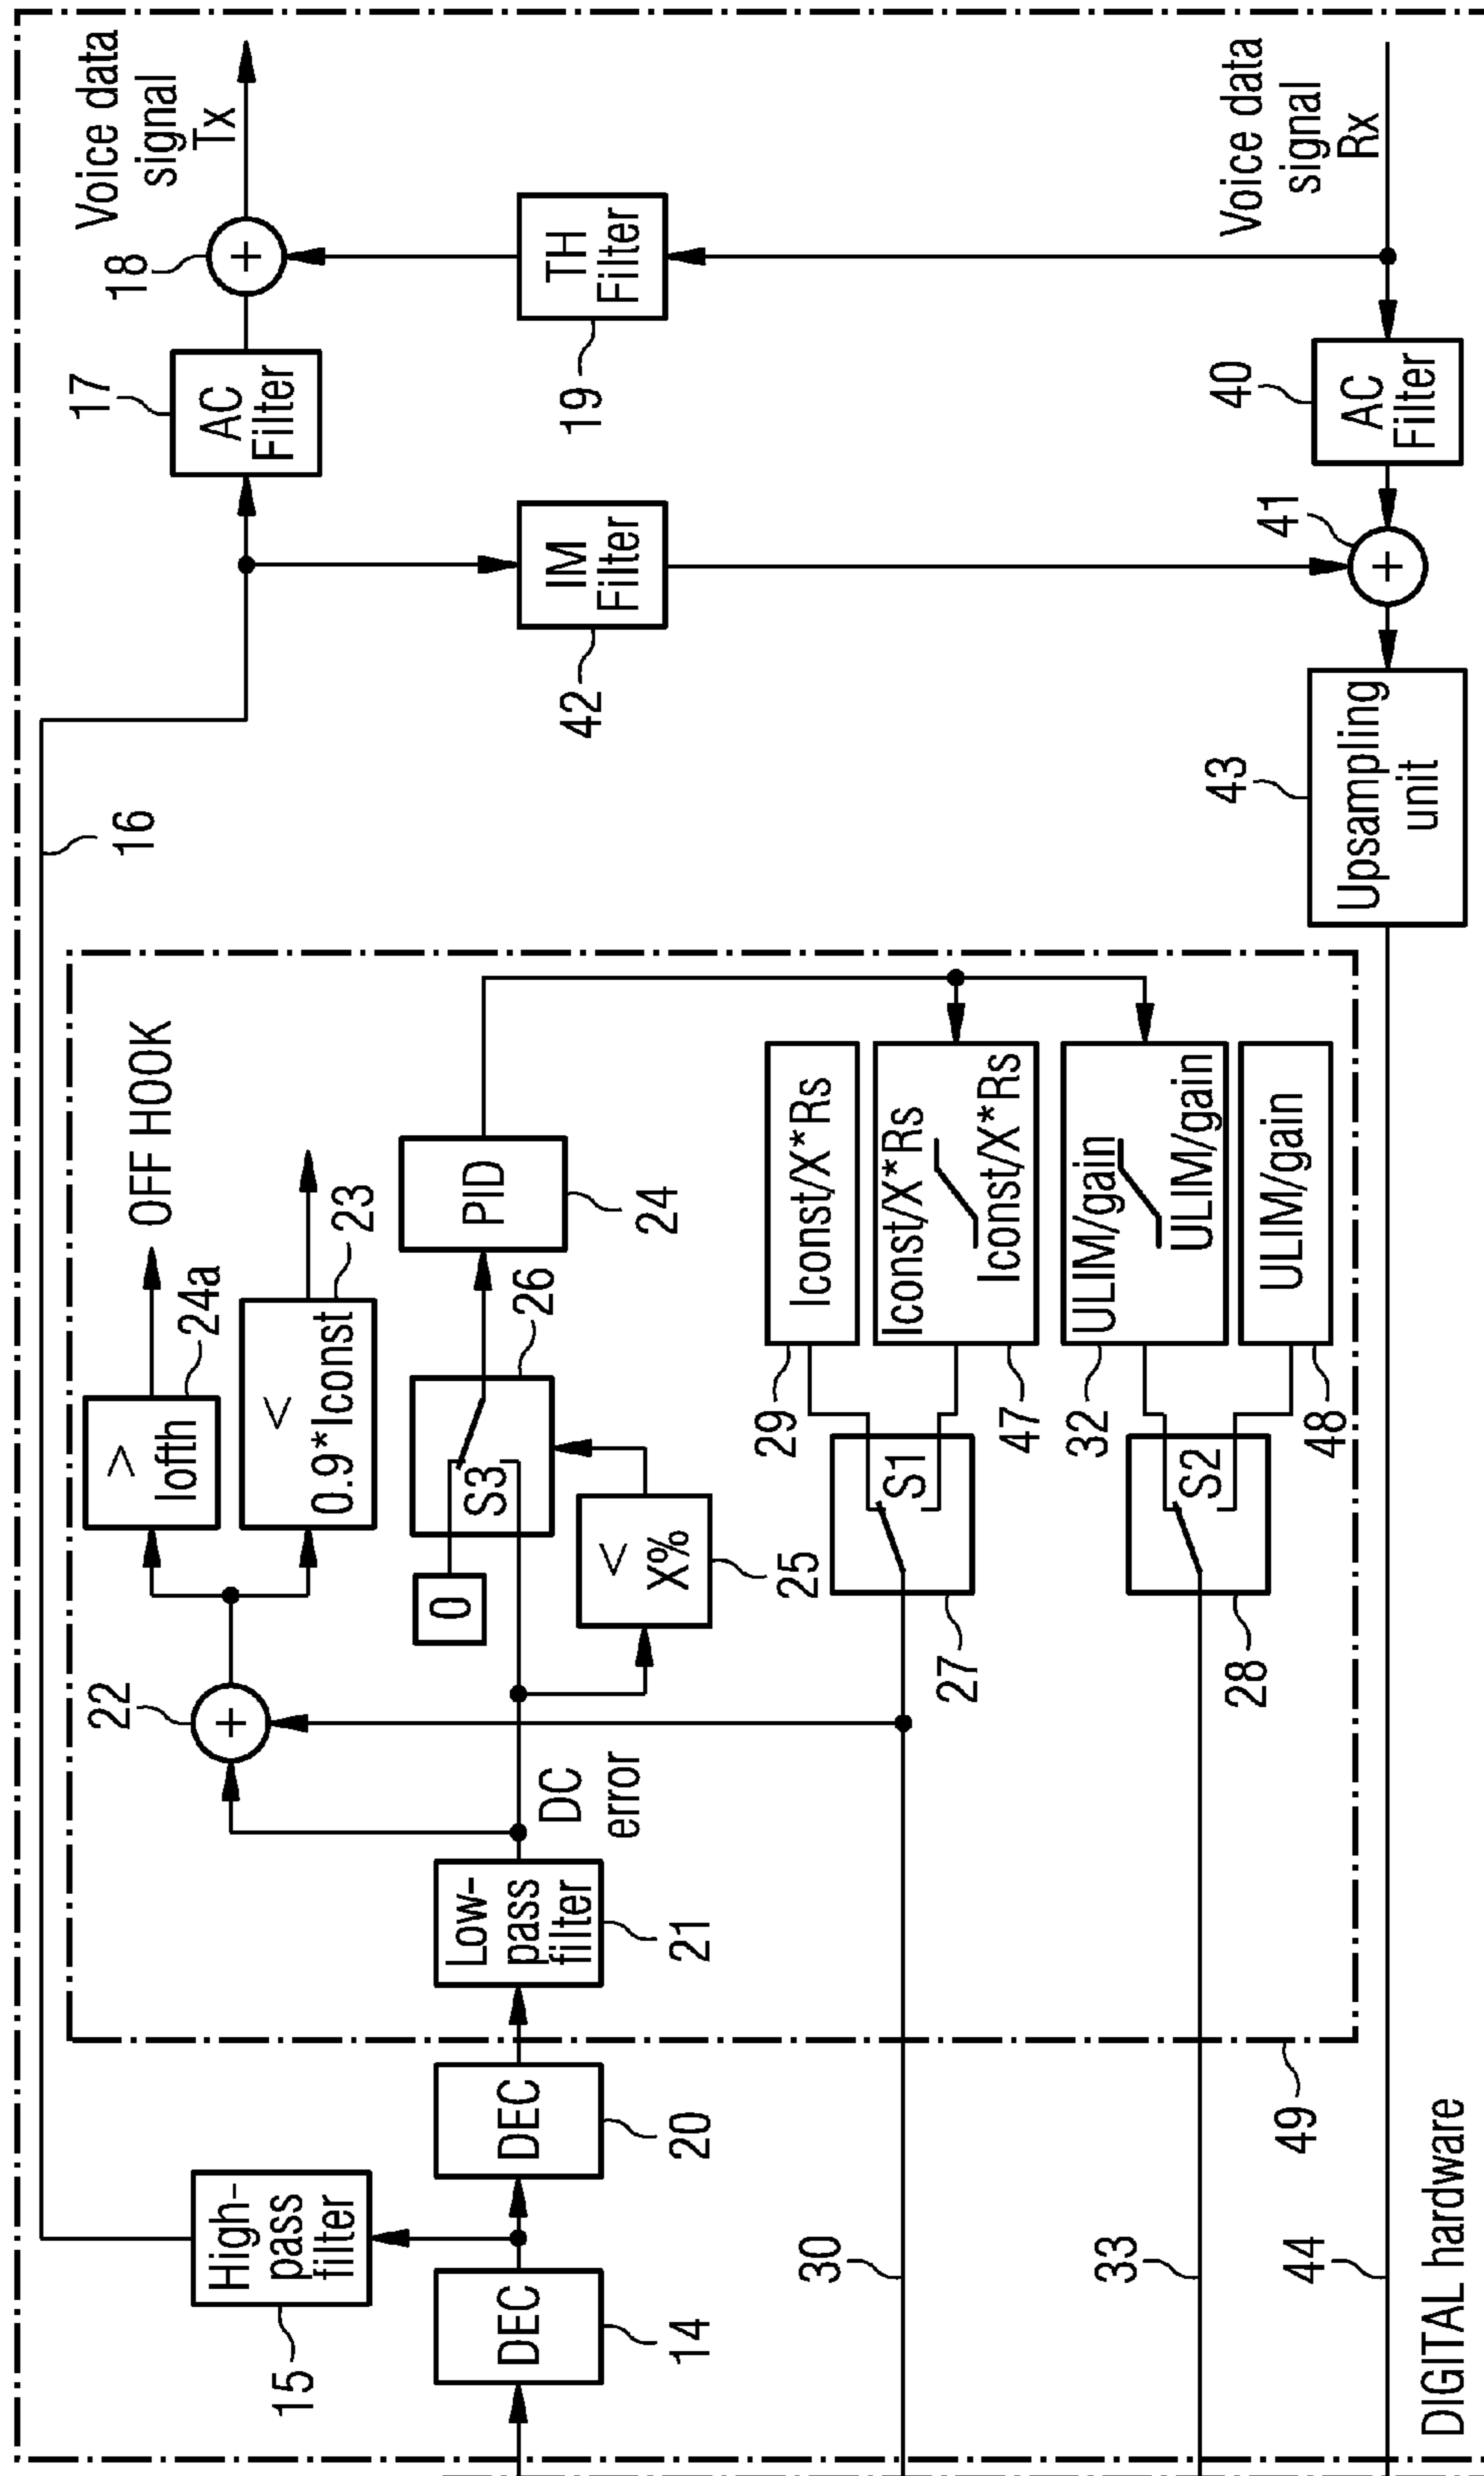 Voice data
signal
Tx
16
17
18
AC
Filter
OFF HOOK
24a
>
Iofth
22
+
+
<
0.9*Iconst
23
High-
pass
filter
15
DEC
14
DEC
20
Low-
pass
filter
21
DC
error
0
S3
26
PID
24
<
X%
25
IM
Filter
42
TH
Filter
19
30
27
S1
29
Iconst/X*Rs
Iconst/X*Rs
Iconst/X*Rs
47
33
28
S2
32
ULIM/gain
ULIM/gain
ULIM/gain
48
49
44
43
Upsampling
unit
41
+
40
AC
Filter
Voice data
signal
Rx
DIGITAL hardware